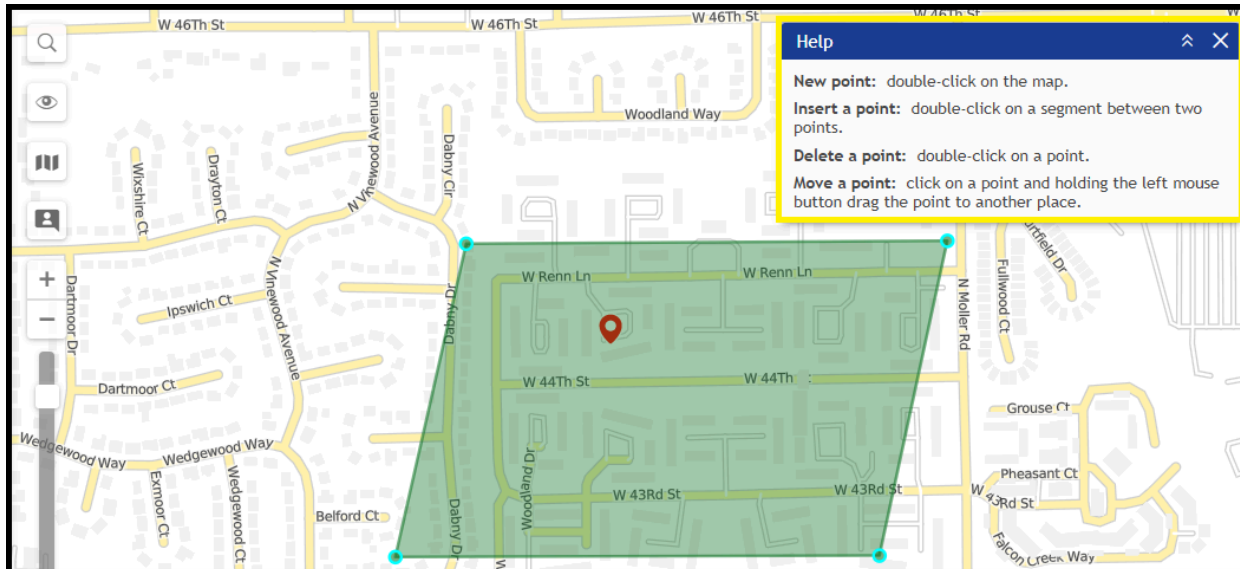 W 46Th St
W 46Th St
W 46Th St
Help
New point: double-click on the map.
Insert a point: double-click on a segment between two
points.
Delete a point: double-click on a point.
Move a point: click on a point and holding the left mouse
button drag the point to another place.
Woodland Way
N Vinewood Avenue
Dabny Cir
Wixshire Ct
Drayton Ct
Dartmoor Dr
Ipswich Ct
N Vinewood Avenue
Dabny Dr
W Renn Ln
W Renn Ln
N Moller Rd
Fullwood Ct
Dartmoor Ct
W 44Th St
W 44Th
Grouse Ct
Wedgewood Way
Wedgewood Way
Exmoor Ct
Wedgewood Ct
Belford Ct
Dabny Dr
Woodland Dr
W 43Rd St
W 43Rd St
W 43Rd St
Pheasant Ct
Falcon Creek Way
W
+
−